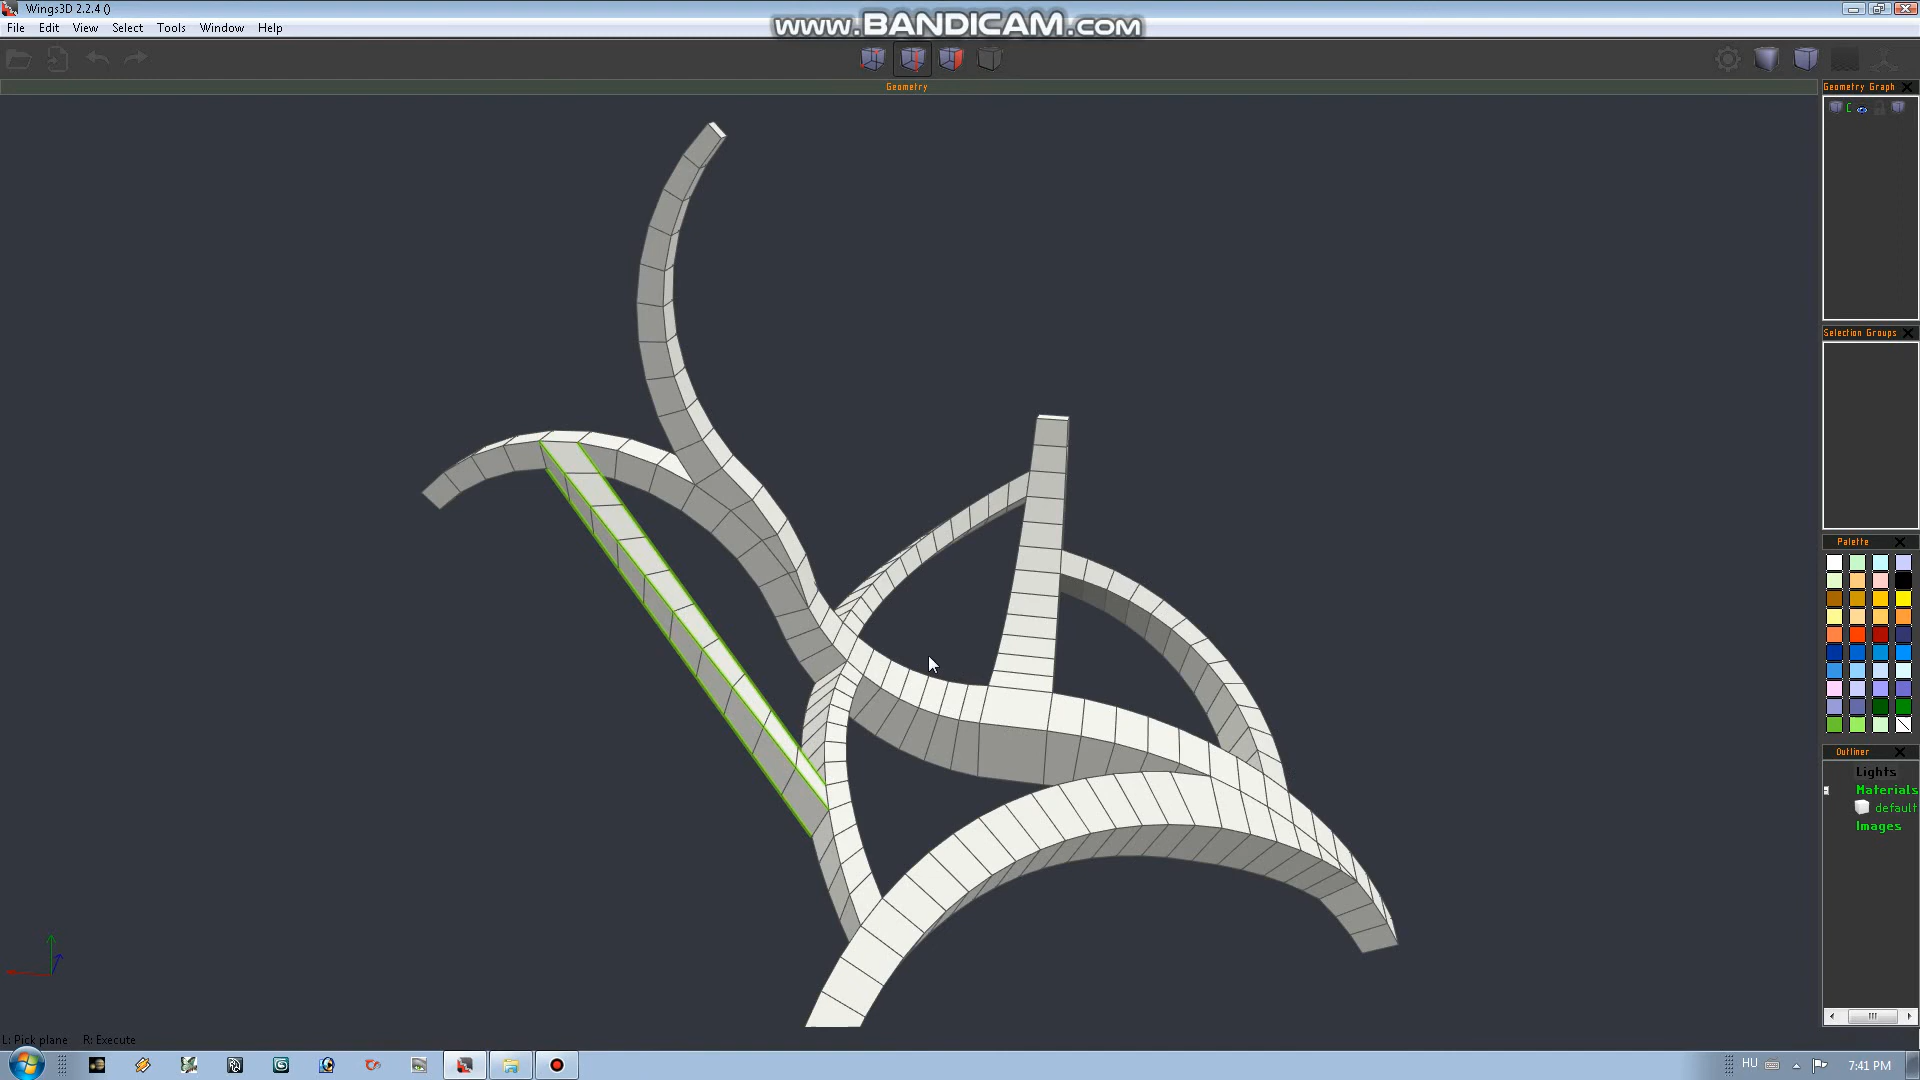 Wings3D 2.2.4 ()
www.BANDICAM.com
File Edit View Select Tools Window Help
Geometry
Geometry Graph
Selection Groups
Palette
Outliner
Lights
Materials
default
Images
L: Pick plane R: Execute
HU
7:41 PM